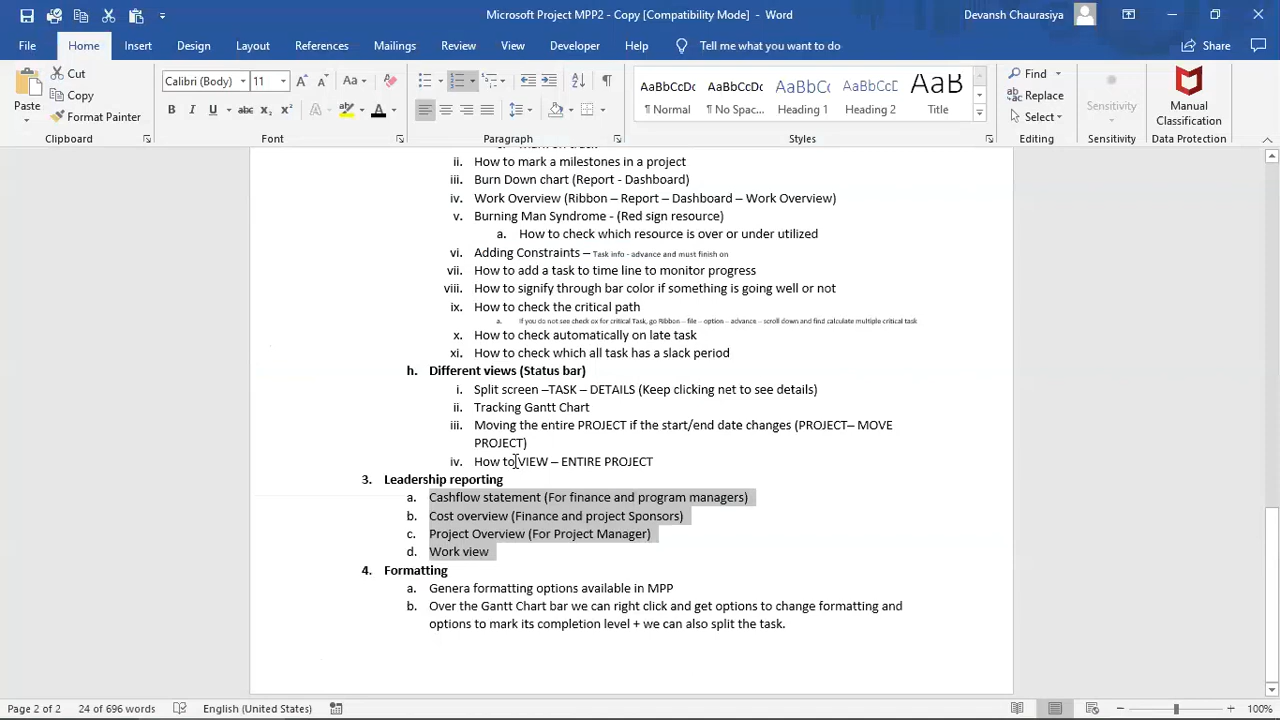 Microsoft Project MPP2 - Copy [Compatibility Mode] - Word
Devansh Chaurasiya
File Home Insert Draw Design Layout References Mailings Review View Developer Help Tell me what you want to do Share
Paste
Cut
Copy
Format Painter
Clipboard
Calibri (Body) 11
Font
Paragraph
AaBbCcDc AaBbCcDc AaBbCc AaBbCcC AaB
¶ Normal ¶ No Spac... Heading 1 Heading 2 Title
Styles
Find
Replace
Select
Editing
Sensitivity
Sensitivity
Manual
Classification
Data Protection
ii. How to mark a milestones in a project
iii. Burn Down chart (Report - Dashboard)
iv. Work Overview (Ribbon – Report – Dashboard – Work Overview)
v. Burning Man Syndrome - (Red sign resource)
a. How to check which resource is over or under utilized
vi. Adding Constraints – Task info - advance and must finish on
vii. How to add a task to time line to monitor progress
viii. How to signify through bar color if something is going well or not
ix. How to check the critical path
a. If you do not see check ox for critical Task, go Ribbon – file – option – advance – scroll down and find calculate multiple critical task
x. How to check automatically on late task
xi. How to check which all task has a slack period
h. Different views (Status bar)
i. Split screen –TASK – DETAILS (Keep clicking net to see details)
ii. Tracking Gantt Chart
iii. Moving the entire PROJECT if the start/end date changes (PROJECT– MOVE
PROJECT)
iv. How to VIEW – ENTIRE PROJECT
3. Leadership reporting
a. Cashflow statement (For finance and program managers)
b. Cost overview (Finance and project Sponsors)
c. Project Overview (For Project Manager)
d. Work view
4. Formatting
a. Genera formatting options available in MPP
b. Over the Gantt Chart bar we can right click and get options to change formatting and
options to mark its completion level + we can also split the task.
Page 2 of 2 24 of 696 words English (United States) 100%